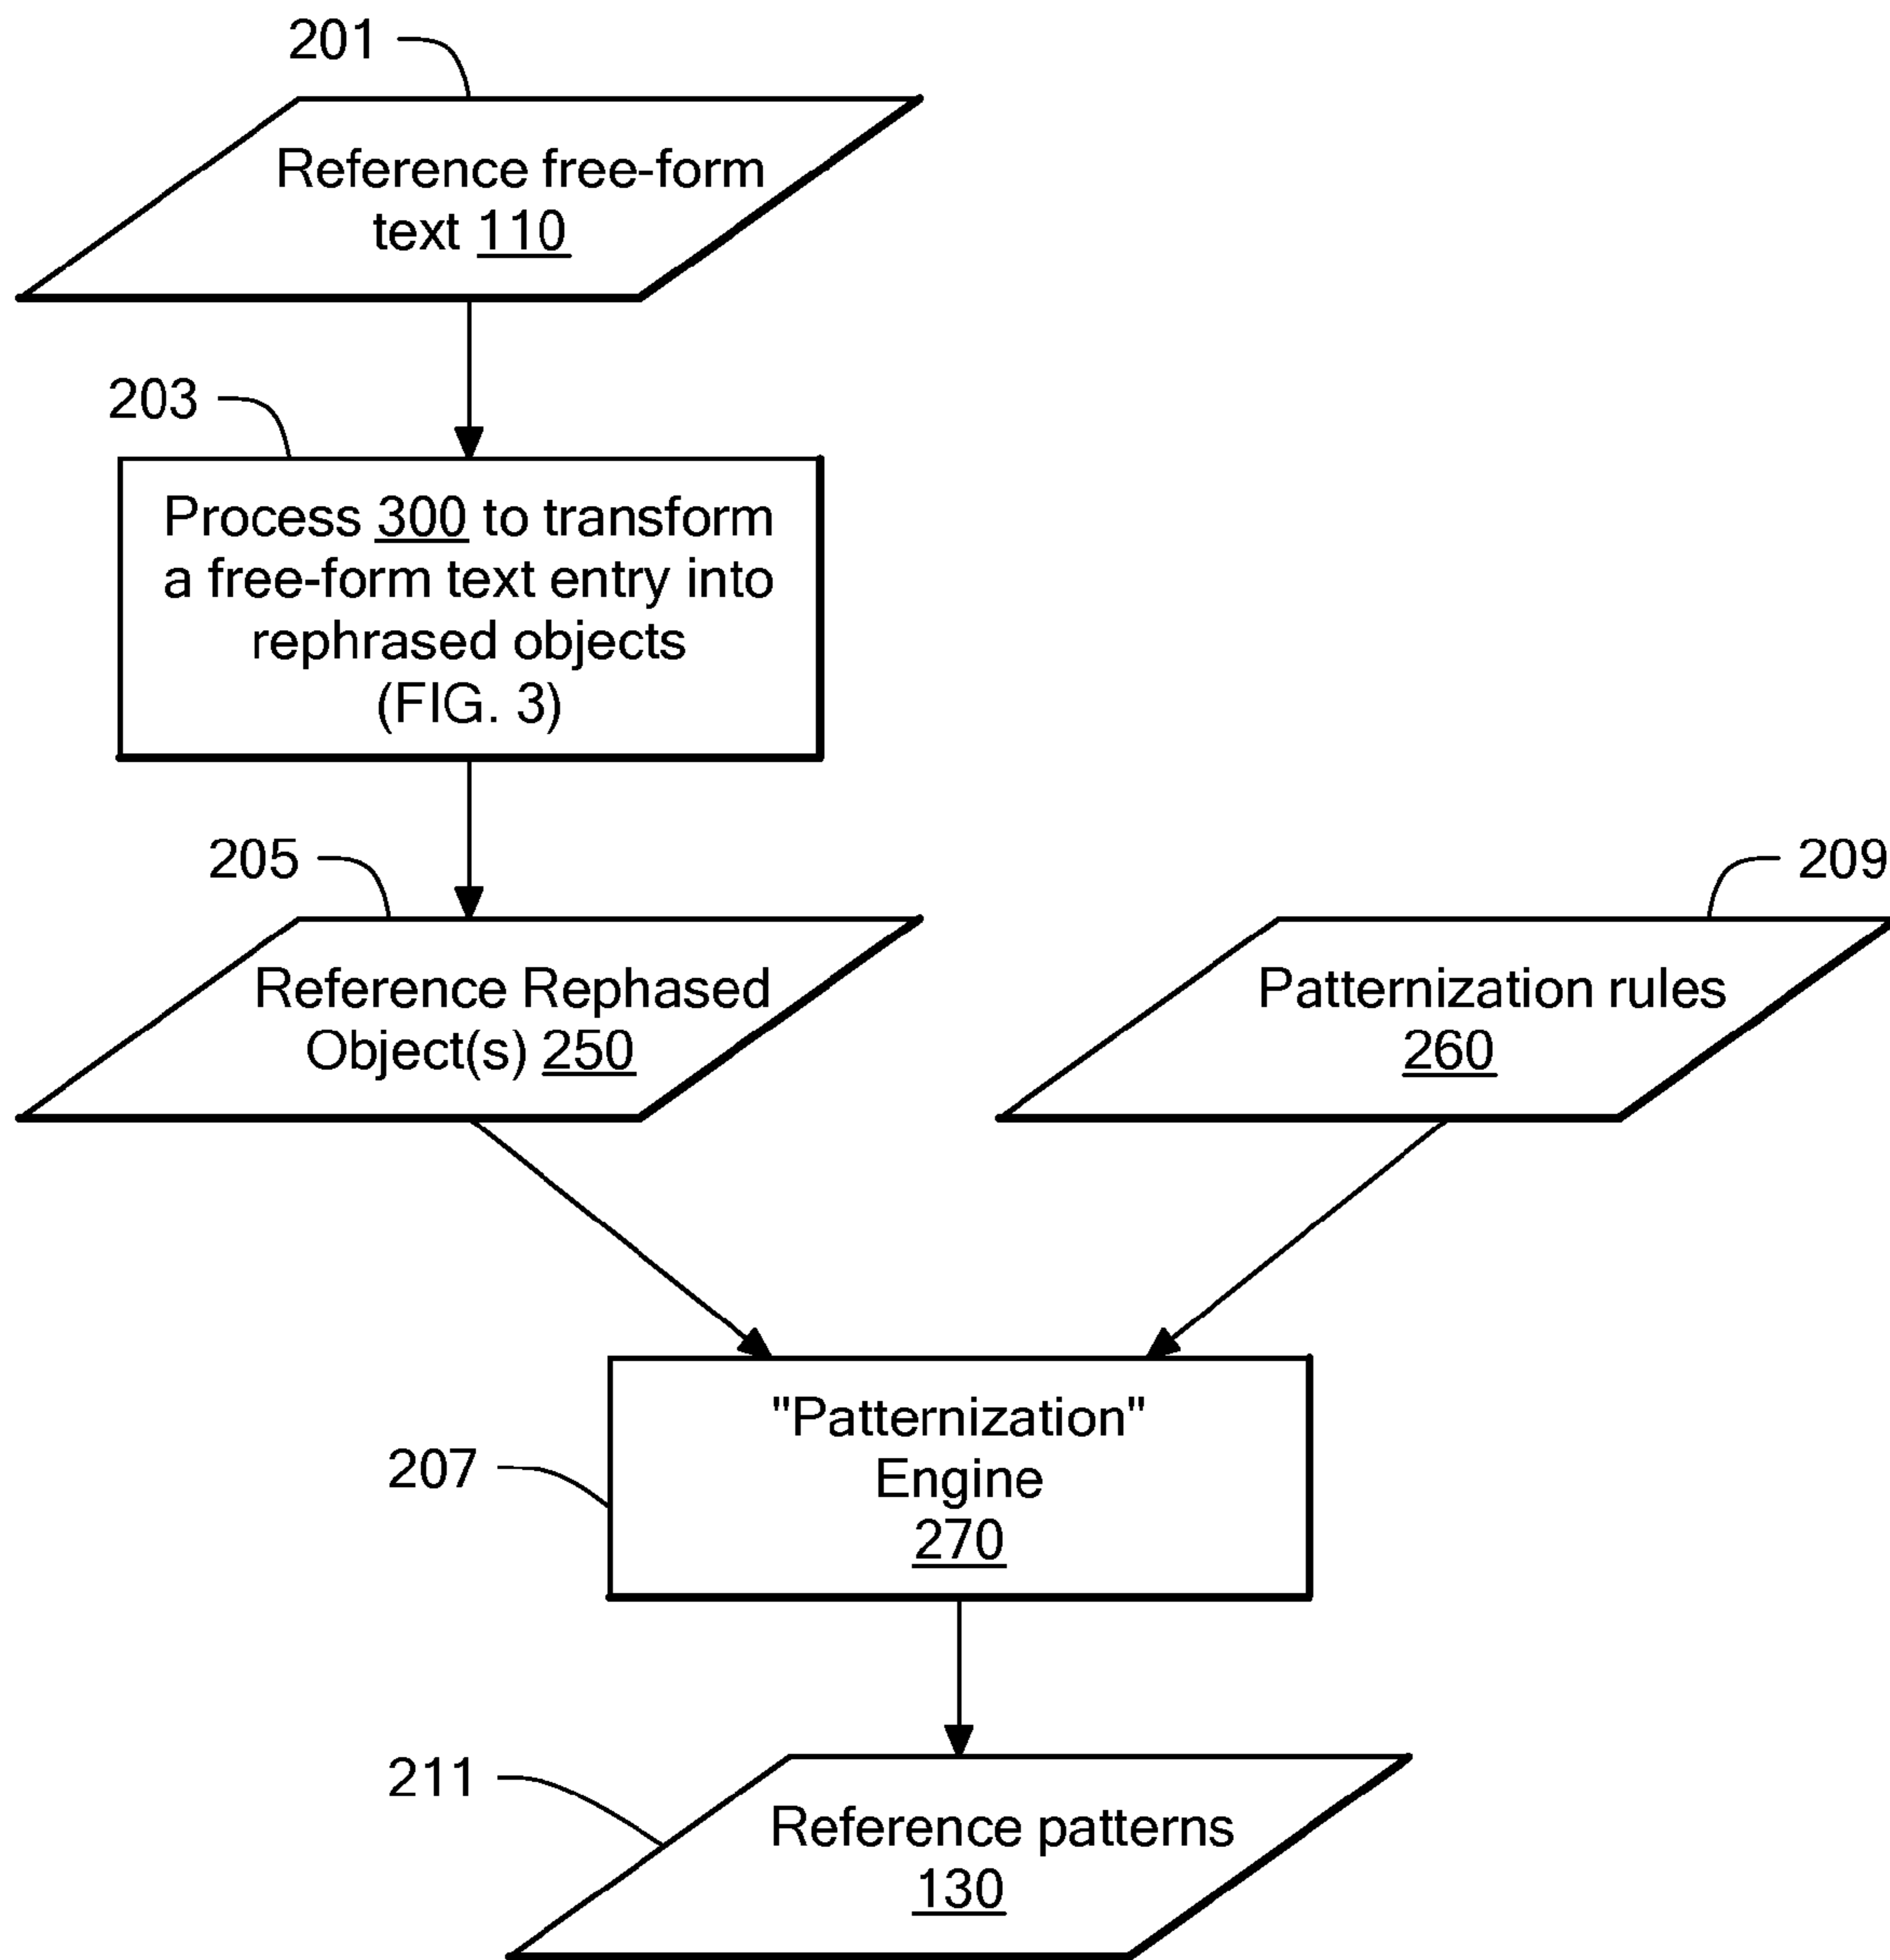 201
Reference free-form
text 110
203
Process 300 to transform
a free-form text entry into
rephrased objects
(FIG. 3)
205
209
Reference Rephased
Object(s) 250
Patternization rules
260
207
"Patternization"
Engine
270
211
Reference patterns
130